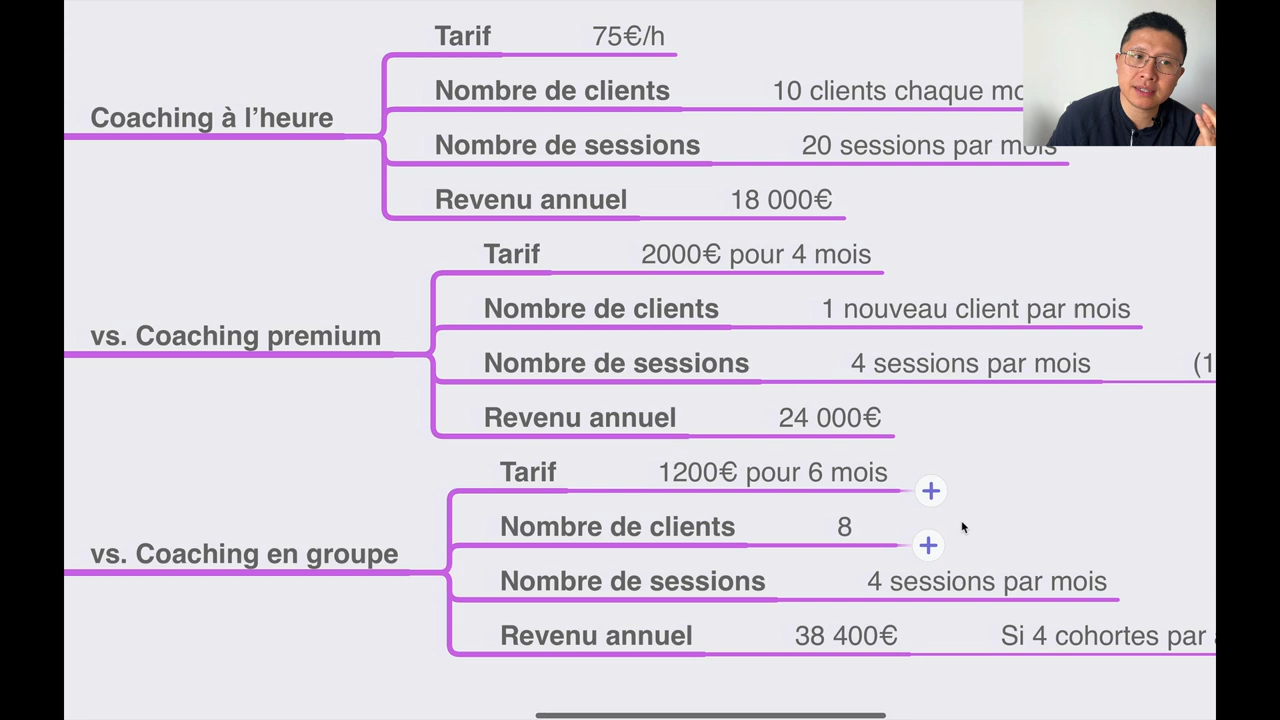 Tarif 75€/h
Nombre de clients 10 clients chaque
Coaching à l’heure
Nombre de sessions 20 sessions par mois
Revenu annuel 18 000€
Tarif 2000€ pour 4 mois
Nombre de clients 1 nouveau client par mois
vs. Coaching premium
Nombre de sessions 4 sessions par mois (1
Revenu annuel 24 000€
Tarif 1200€ pour 6 mois
Nombre de clients 8
vs. Coaching en groupe
Nombre de sessions 4 sessions par mois
Revenu annuel 38 400€ Si 4 cohortes par